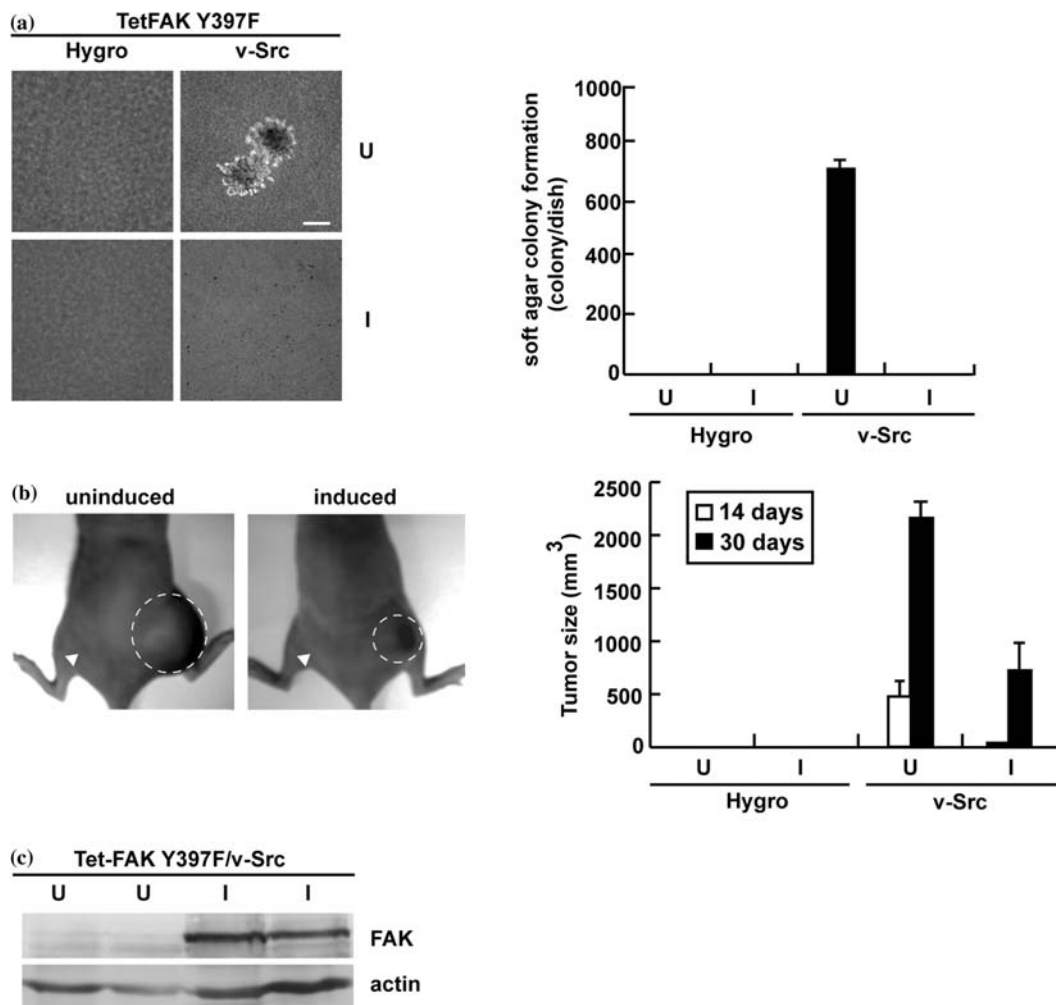 (a)
TetFAK Y397F
Hygro v-Src
U
I
soft agar colony formation
(colony/dish)
1000
800
600
400
200
0
U I U I
Hygro v-Src
(b)
uninduced induced
Tumor size (mm3)
2500
2000
1500
1000
500
0
14 days
30 days
U I U I
Hygro v-Src
(c)
Tet-FAK Y397F/v-Src
U U I I
FAK
actin